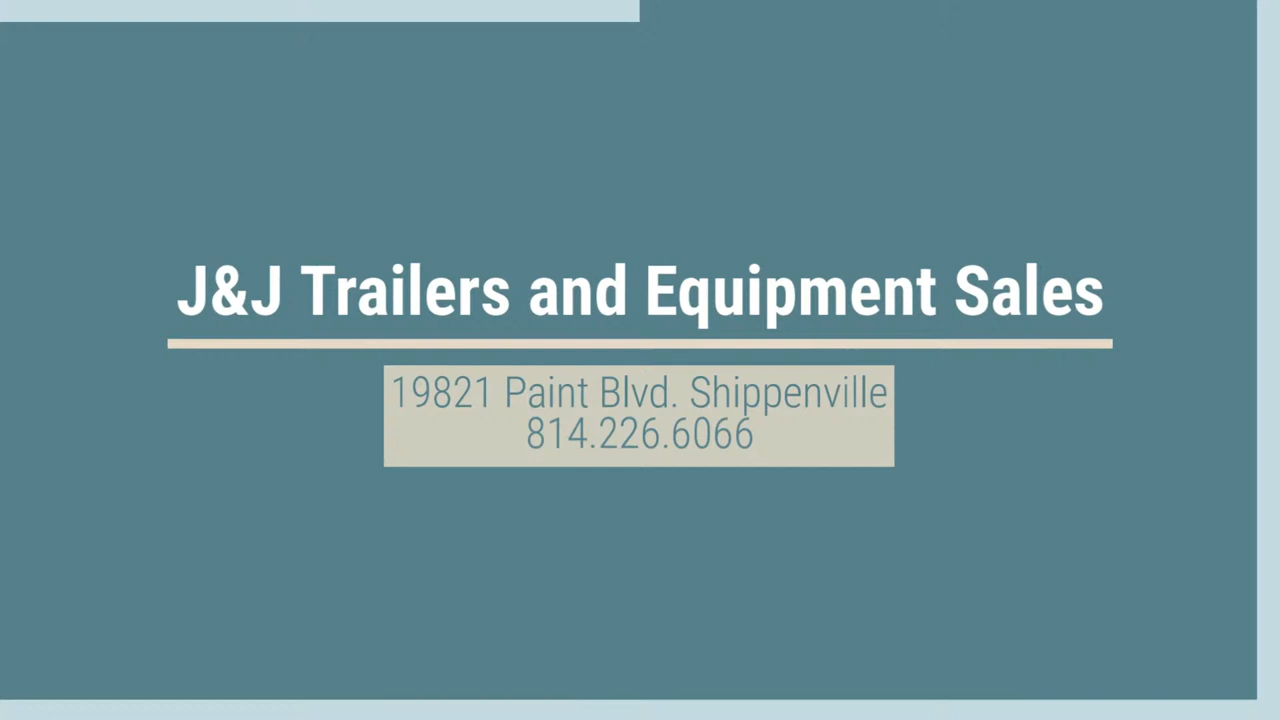 J&J Trailers and Equipment Sales
19821 Paint Blvd. Shippenville
814.226.6066